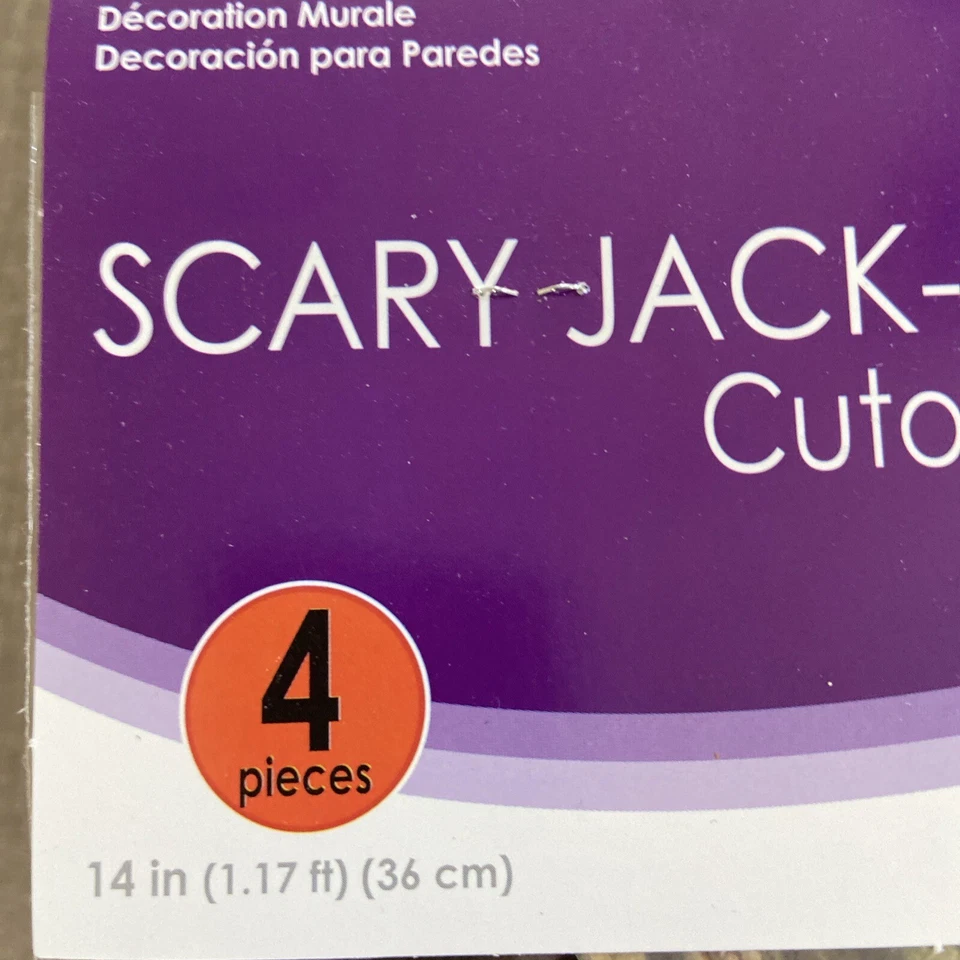 Décoration Murale
Decoración para Paredes
SCARY JACK-
Cuto
4
pieces
14 in (1.17 ft) (36 cm)